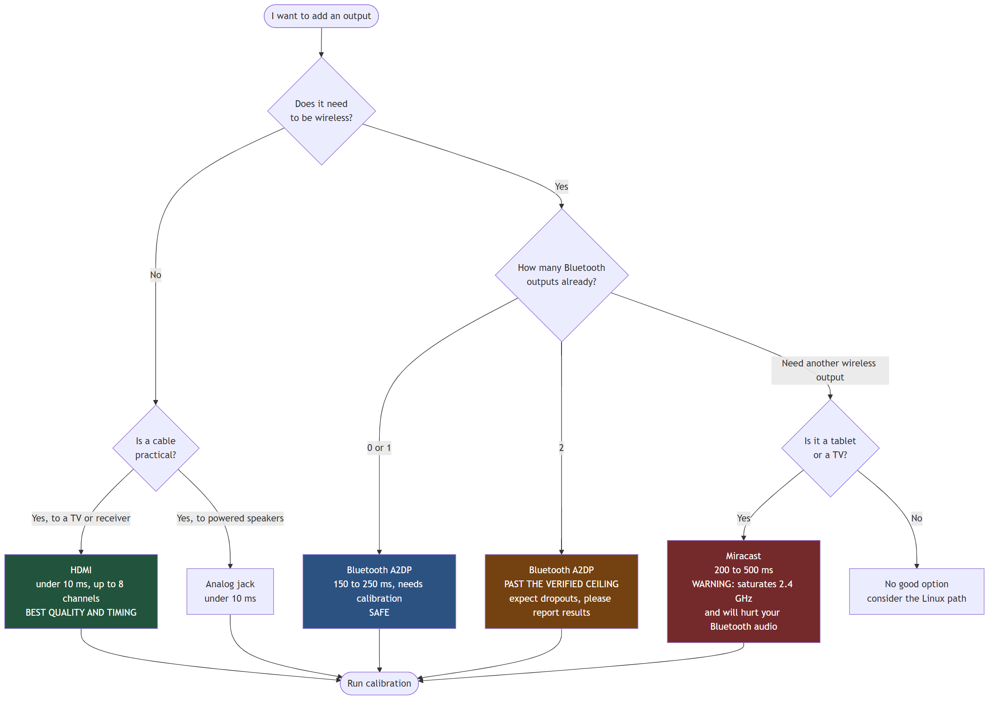 I want to add an output
Does it need
to be wireless?
Yes
No
How many Bluetooth
outputs already?
Need another wireless
output
Is a cable
practical?
0 or 1
2
Is it a tablet
or a TV?
Yes, to a TV or receiver
Yes, to powered speakers
Yes
No
HDMI
under 10 ms, up to 8
channels
BEST QUALITY AND TIMING
Analog jack
under 10 ms
Bluetooth A2DP
150 to 250 ms, needs
calibration
SAFE
Bluetooth A2DP
PAST THE VERIFIED CEILING
expect dropouts, please
report results
Miracast
200 to 500 ms
WARNING: saturates 2.4
GHz
and will hurt your
Bluetooth audio
No good option
consider the Linux path
Run calibration